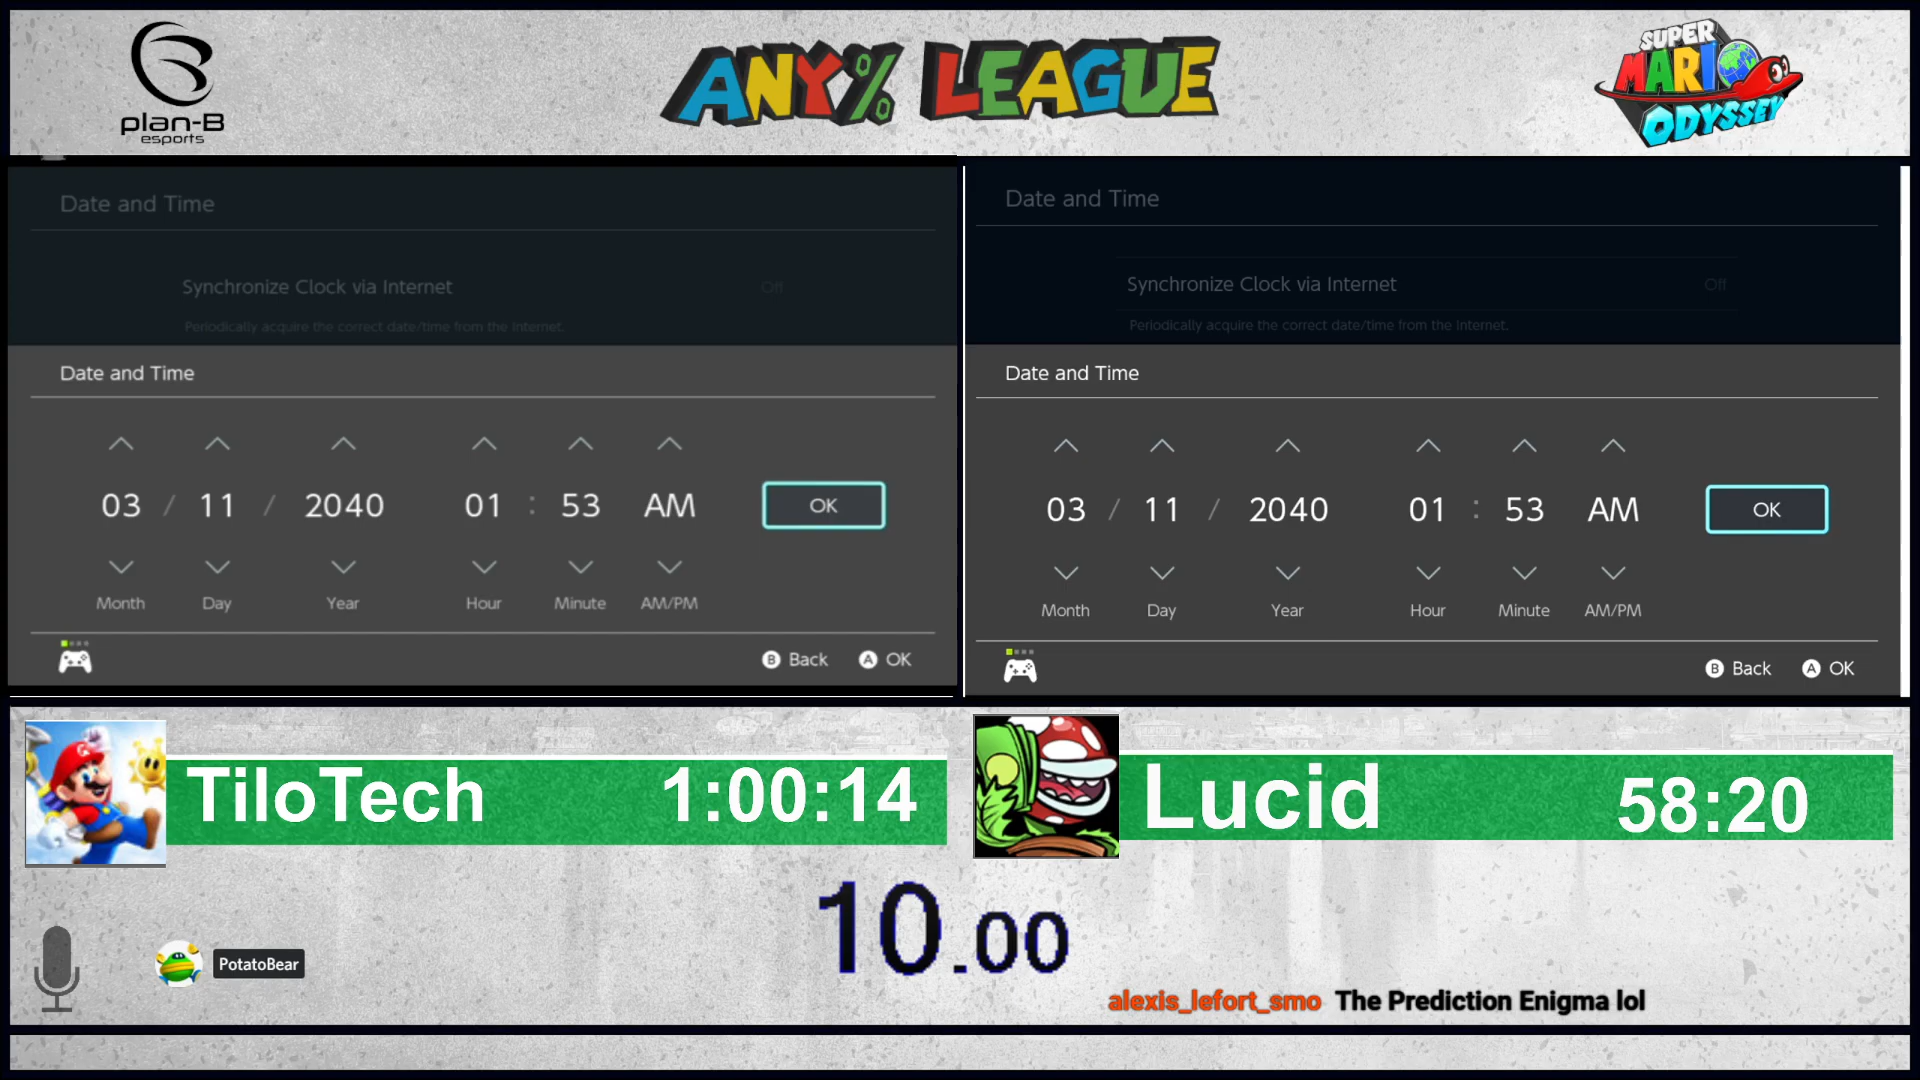 plan-B
esports
ANY% LEAGUE
SUPER
MARIO
ODYSSEY
Date and Time
Synchronize Clock via Internet Off
Periodically acquire the correct date/time from the Internet.
Date and Time
03 / 11 / 2040 01 : 53 AM OK
Month Day Year Hour Minute AM/PM
B Back A OK
Date and Time
Synchronize Clock via Internet Off
Periodically acquire the correct date/time from the Internet.
Date and Time
03 / 11 / 2040 01 : 53 AM OK
Month Day Year Hour Minute AM/PM
B Back A OK
TiloTech 1:00:14
Lucid 58:20
10.00
PotatoBear
alexis_lefort_smo The Prediction Enigma lol